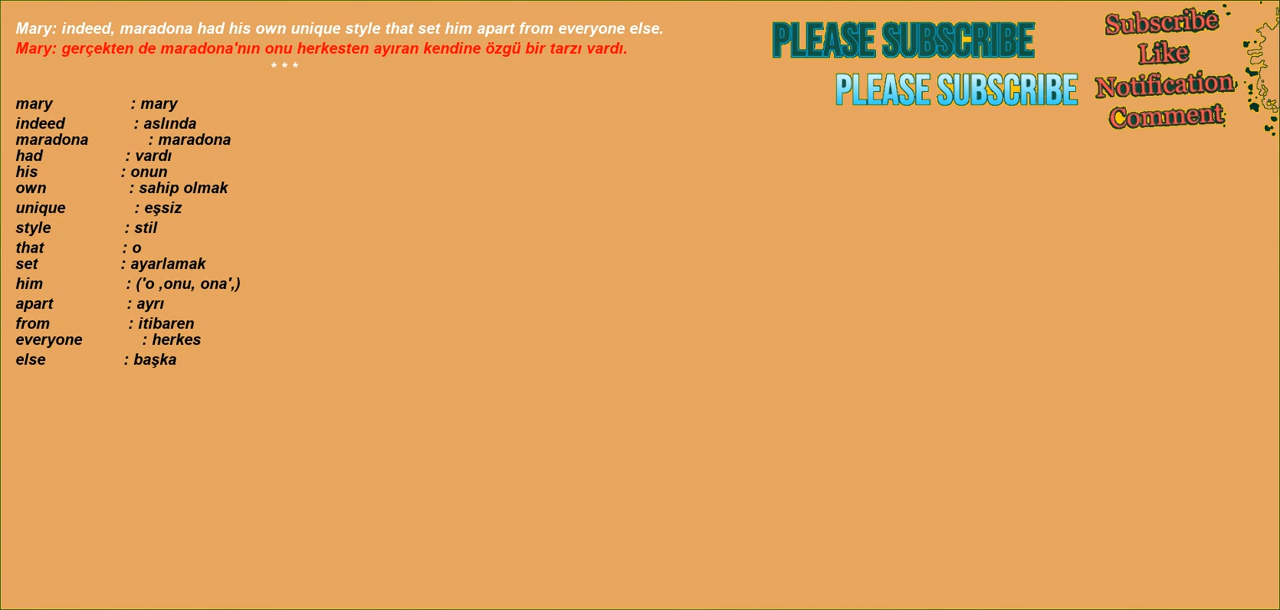 Mary: indeed, maradona had his own unique style that set him apart from everyone else.
Mary: gerçekten de maradona'nın onu herkesten ayıran kendine özgü bir tarzı vardı.
* * *
mary : mary
indeed : aslında
maradona : maradona
had : vardı
his : onun
own : sahip olmak
unique : eşsiz
style : stil
that : o
set : ayarlamak
him : ('o ,onu, ona',)
apart : ayrı
from : itibaren
everyone : herkes
else : başka
PLEASE SUBSCRIBE
PLEASE SUBSCRIBE
Subscribe
Like
Notification
Comment